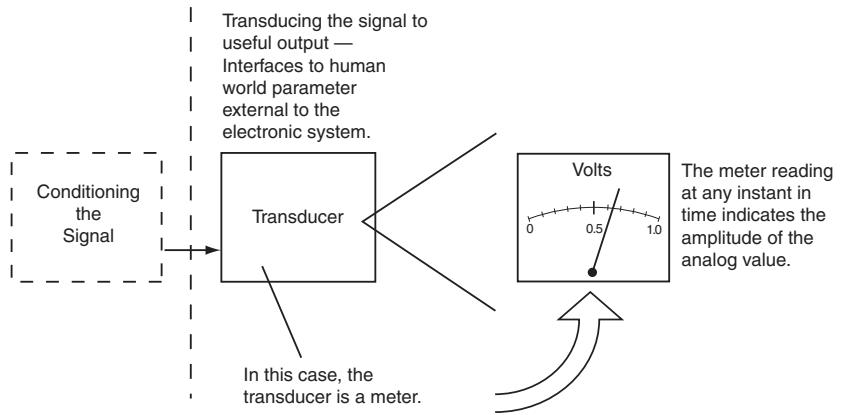 Transducing the signal to
useful output —
Interfaces to human
world parameter
external to the
electronic system.
Conditioning
the
Signal
Transducer
Volts
0
0.5
1.0
The meter reading
at any instant in
time indicates the
amplitude of the
analog value.
In this case, the
transducer is a meter.